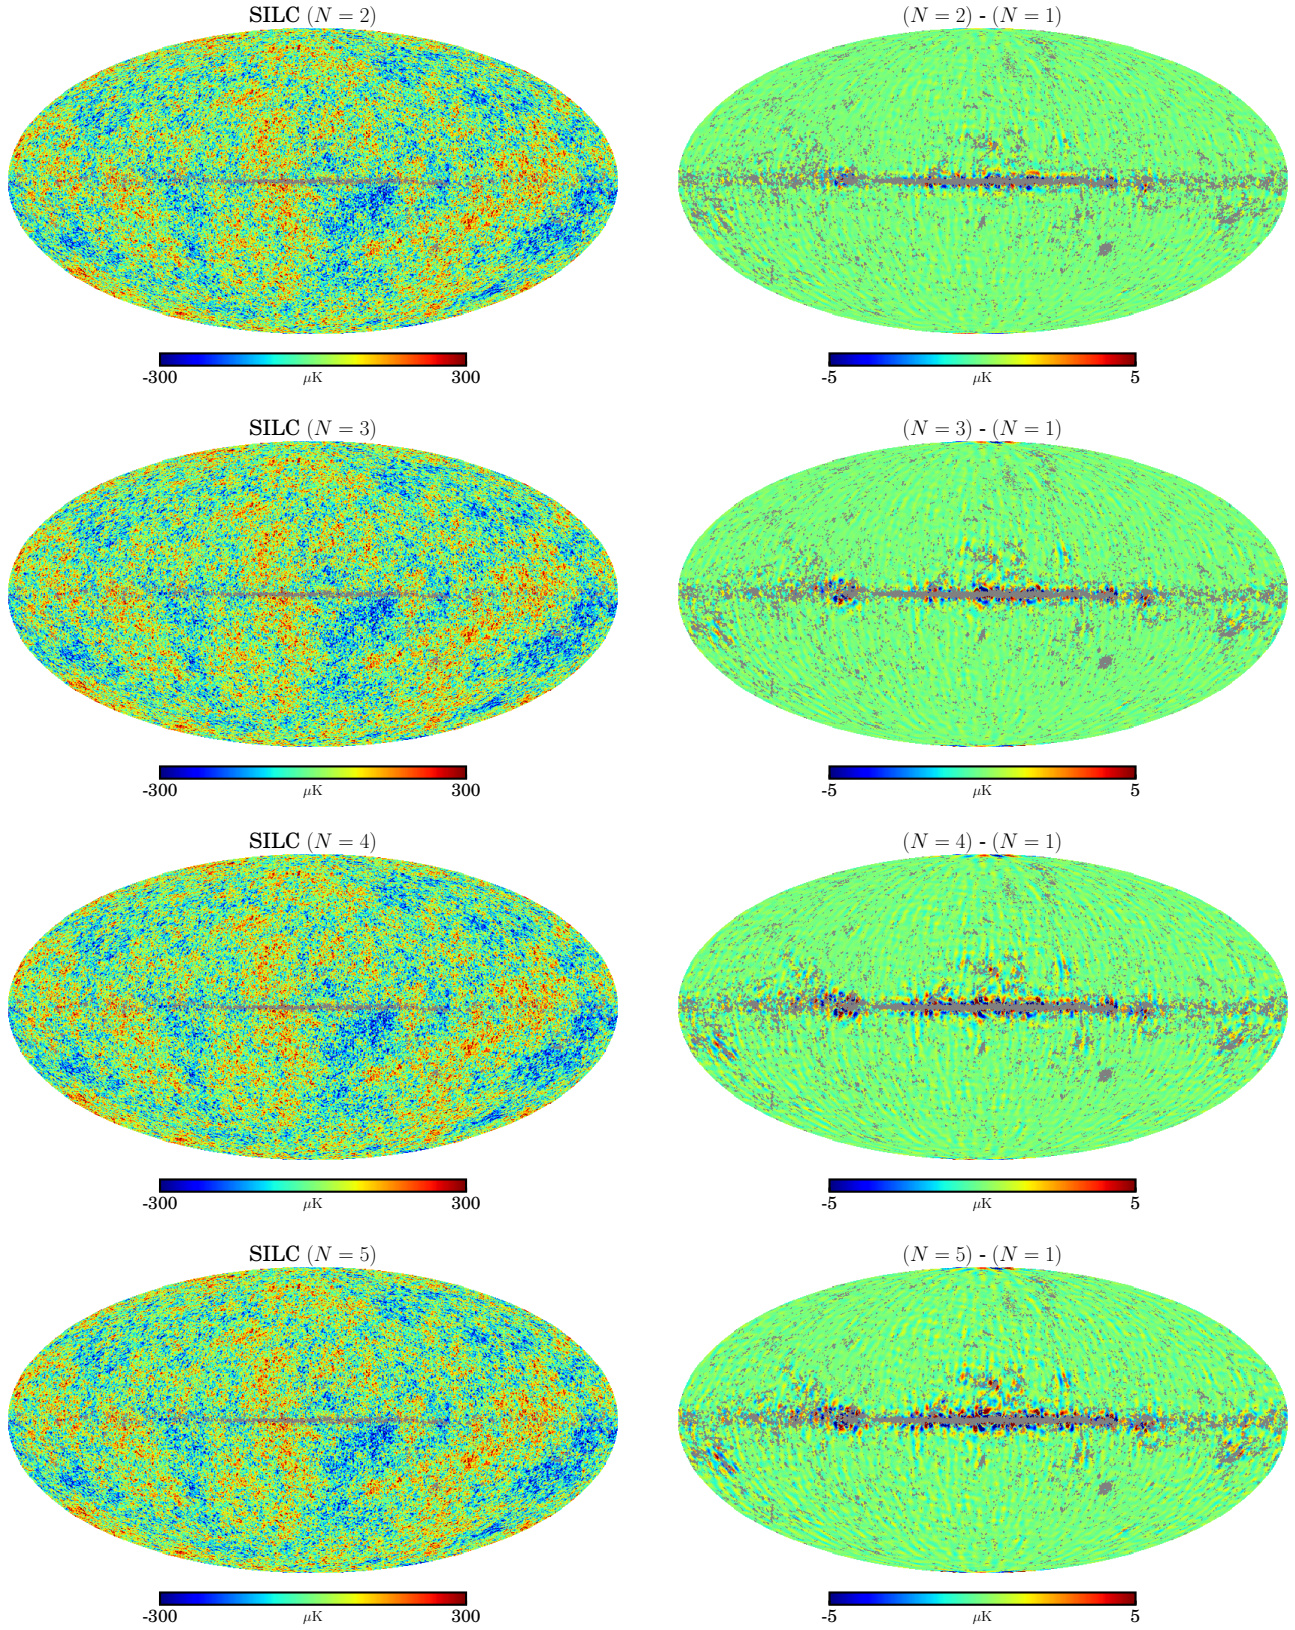 SILC (N = 2)
(N = 2) - (N = 1)
-300 μK 300
-5 μK 5
SILC (N = 3)
(N = 3) - (N = 1)
-300 μK 300
-5 μK 5
SILC (N = 4)
(N = 4) - (N = 1)
-300 μK 300
-5 μK 5
SILC (N = 5)
(N = 5) - (N = 1)
-300 μK 300
-5 μK 5